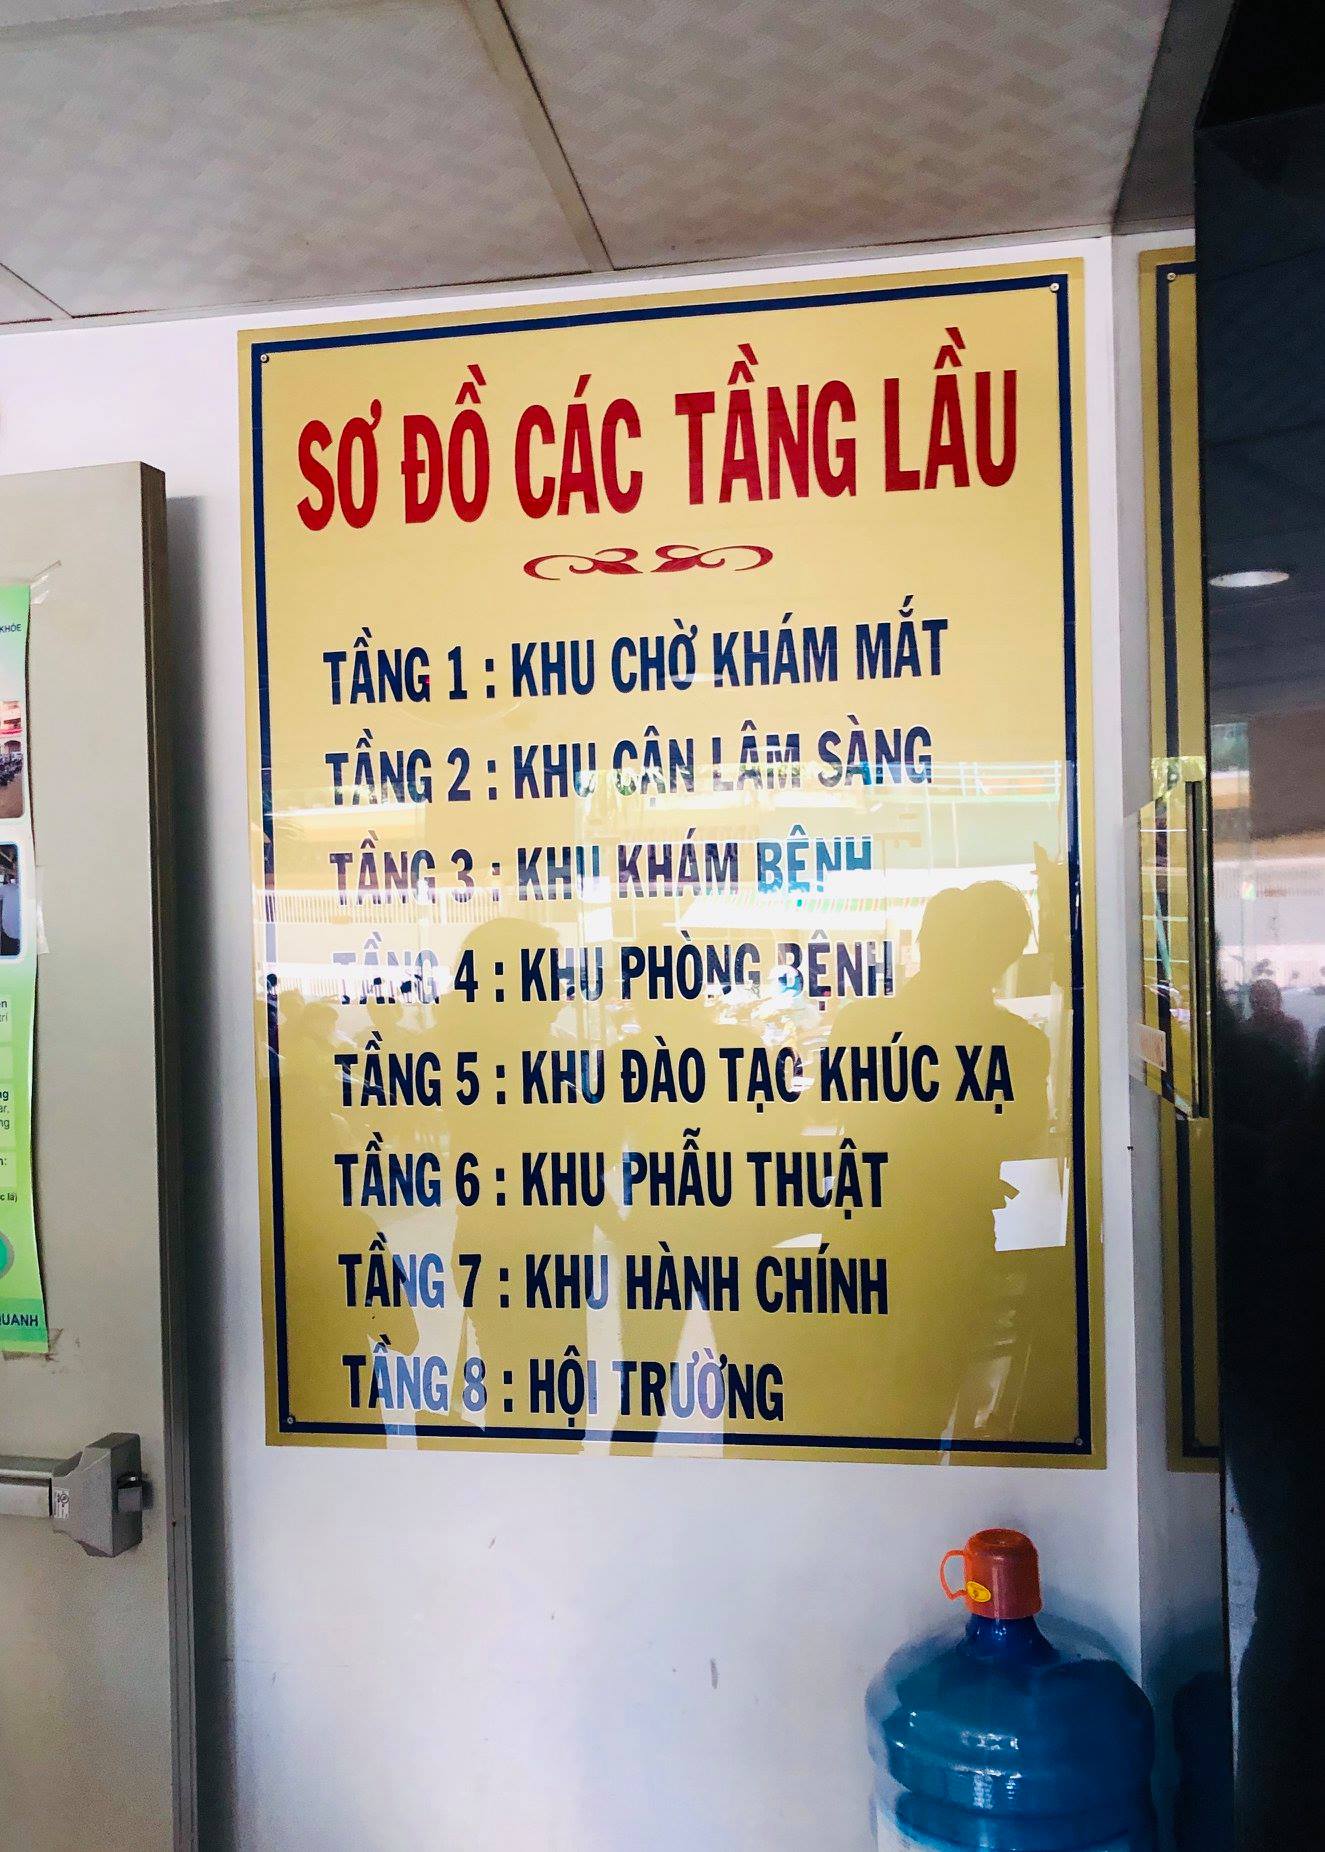 SƠ ĐỒ CÁC TẦNG LẦU
TẦNG 1 : KHU CHỜ KHÁM MẮT
TẦNG 2 : KHU CẬN LÂM SÀNG
TẦNG 3 : KHU KHÁM BỆNH
TẦNG 4 : KHU PHÒNG BỆNH
TẦNG 5 : KHU ĐÀO TẠO KHÚC XẠ
TẦNG 6 : KHU PHẪU THUẬT
TẦNG 7 : KHU HÀNH CHÍNH
TẦNG 8 : HỘI TRƯỜNG
KHỎE
QUANH